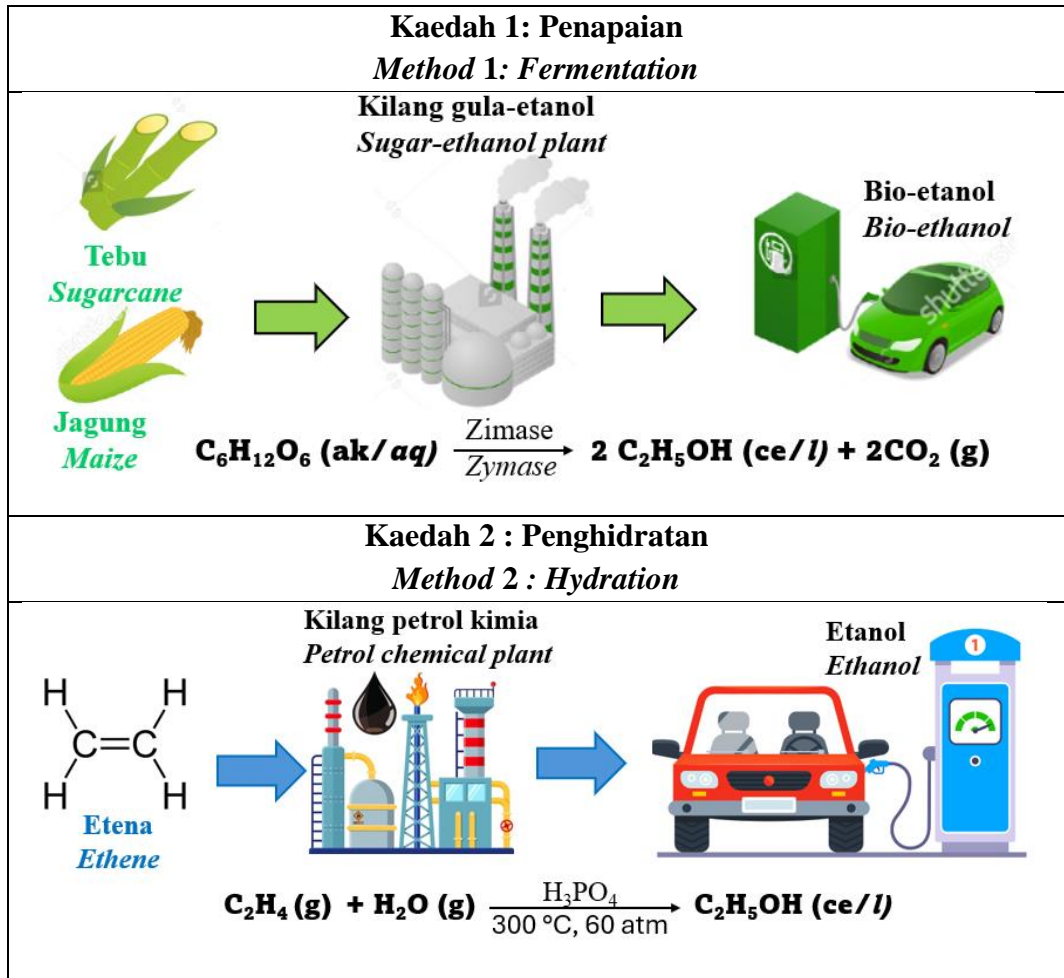 Kaedah 1: Penapaian
Method 1: Fermentation
Kilang gula-etanol
Sugar-ethanol plant
Tebu
Sugarcane
Bio-etanol
Bio-ethanol
Jagung
Maize
C₆H₁₂O₆ (ak/aq) Zimase Zymase 2 C₂H₅OH (ce/l) + 2CO₂ (g)
Kaedah 2 : Penghidratan
Method 2 : Hydration
Kilang petrol kimia
Petrol chemical plant
Etanol
Ethanol
1
H H
C=C
H H
Etena
Ethene
C₂H₄ (g) + H₂O (g) H₃PO₄ 300 °C, 60 atm C₂H₅OH (ce/l)